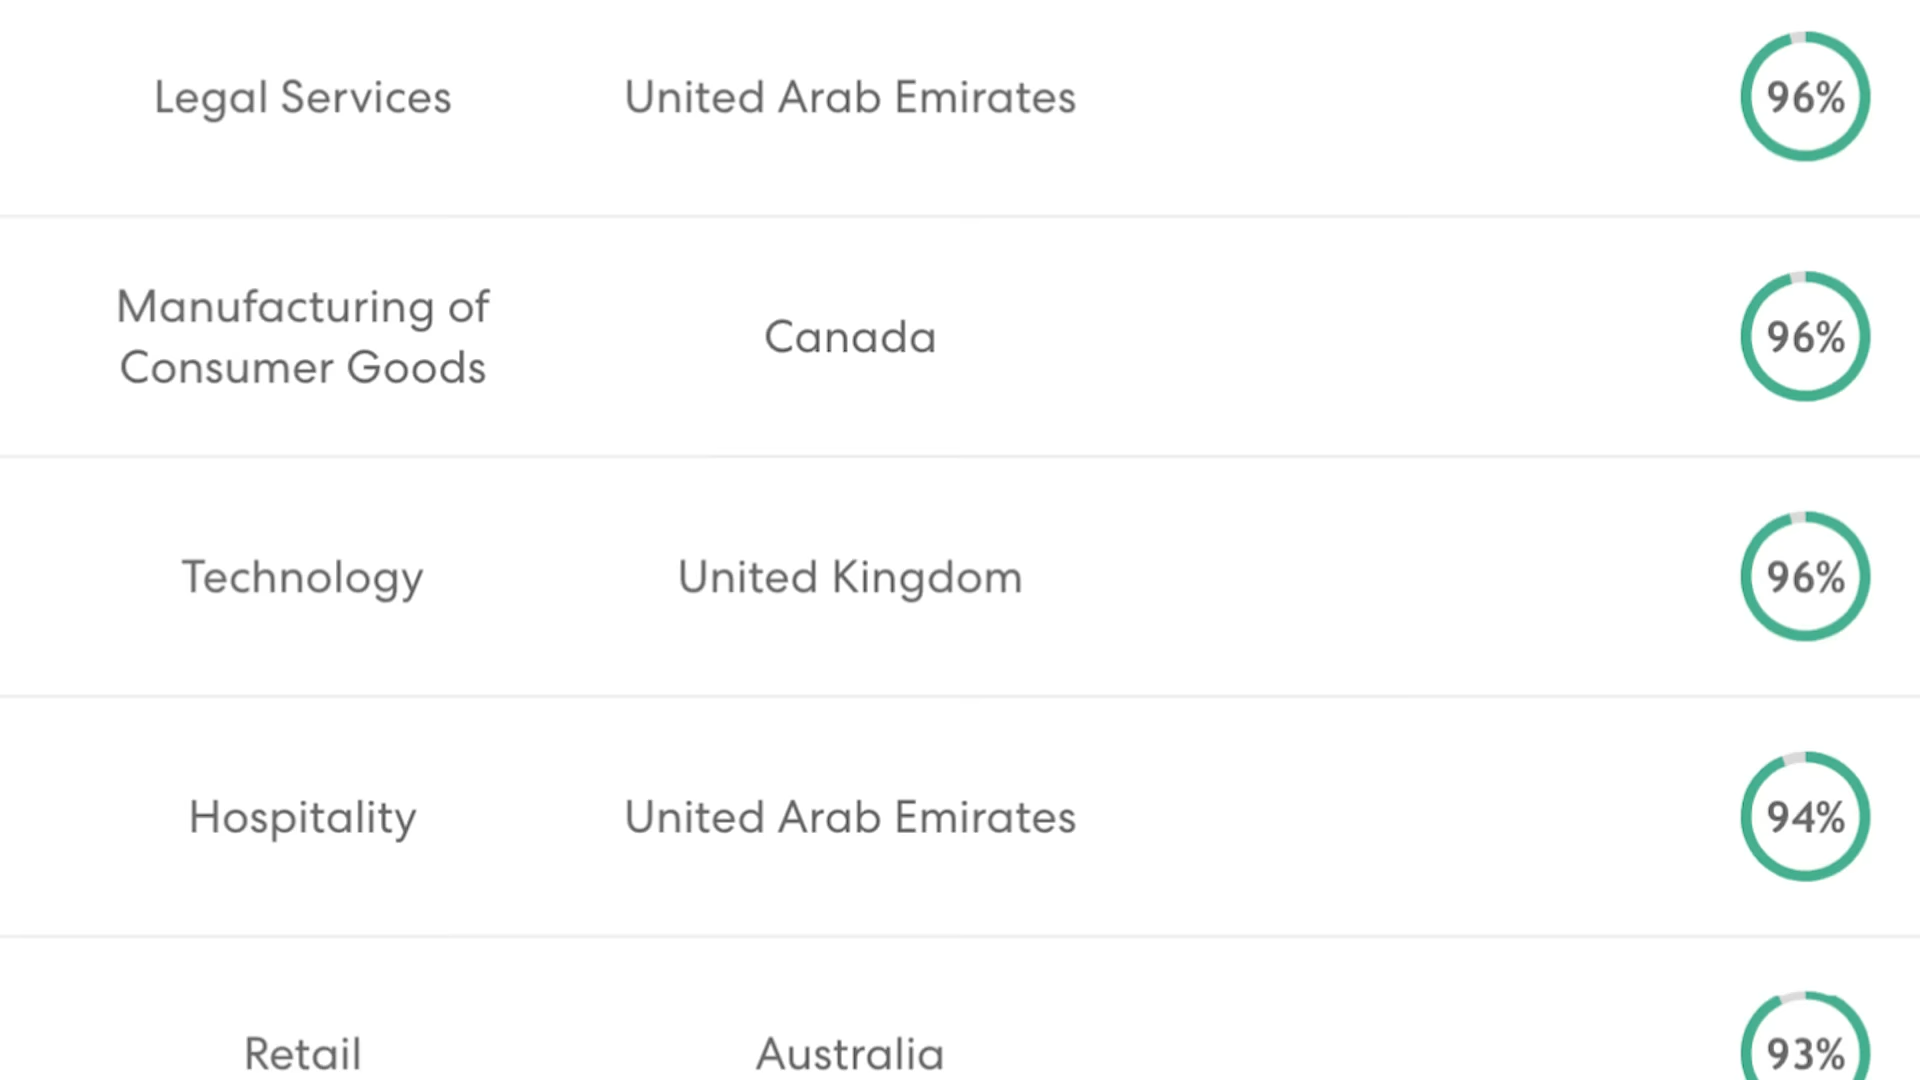 Legal Services United Arab Emirates 96%
Manufacturing of
Consumer Goods Canada 96%
Technology United Kingdom 96%
Hospitality United Arab Emirates 94%
Retail Australia 93%